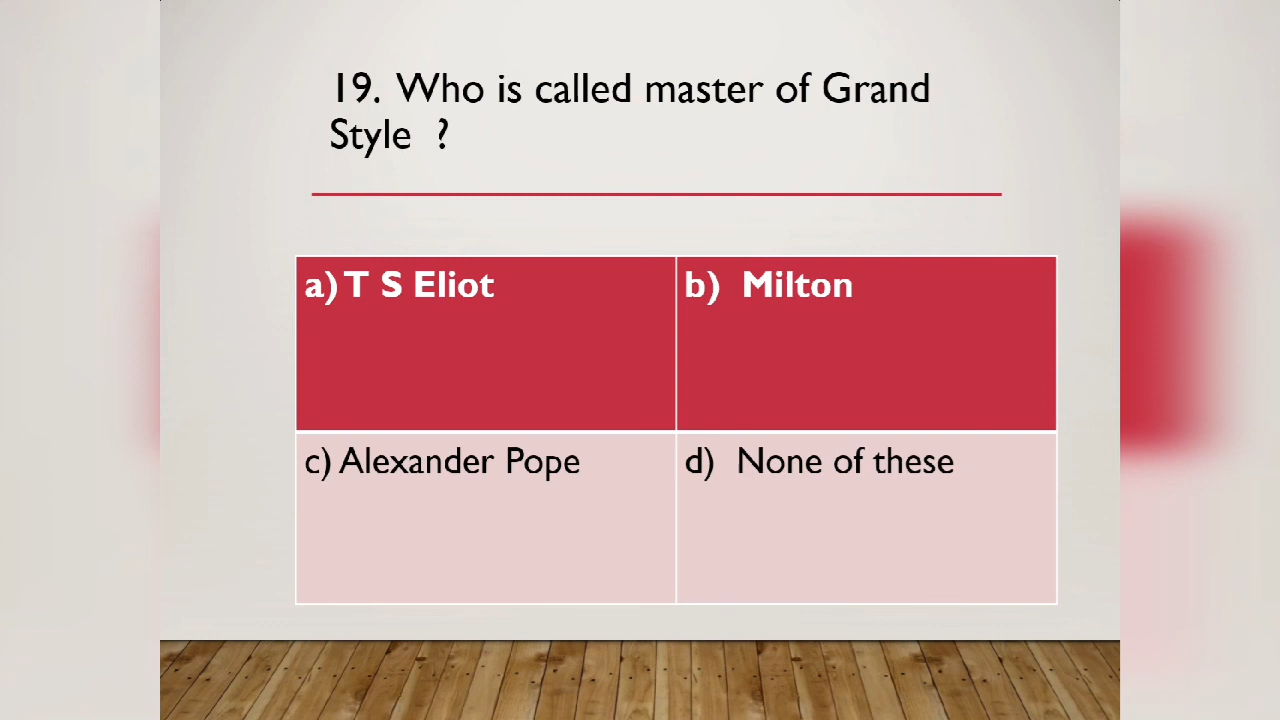 19. Who is called master of Grand
Style ?
a) T S Eliot
b) Milton
c) Alexander Pope
d) None of these